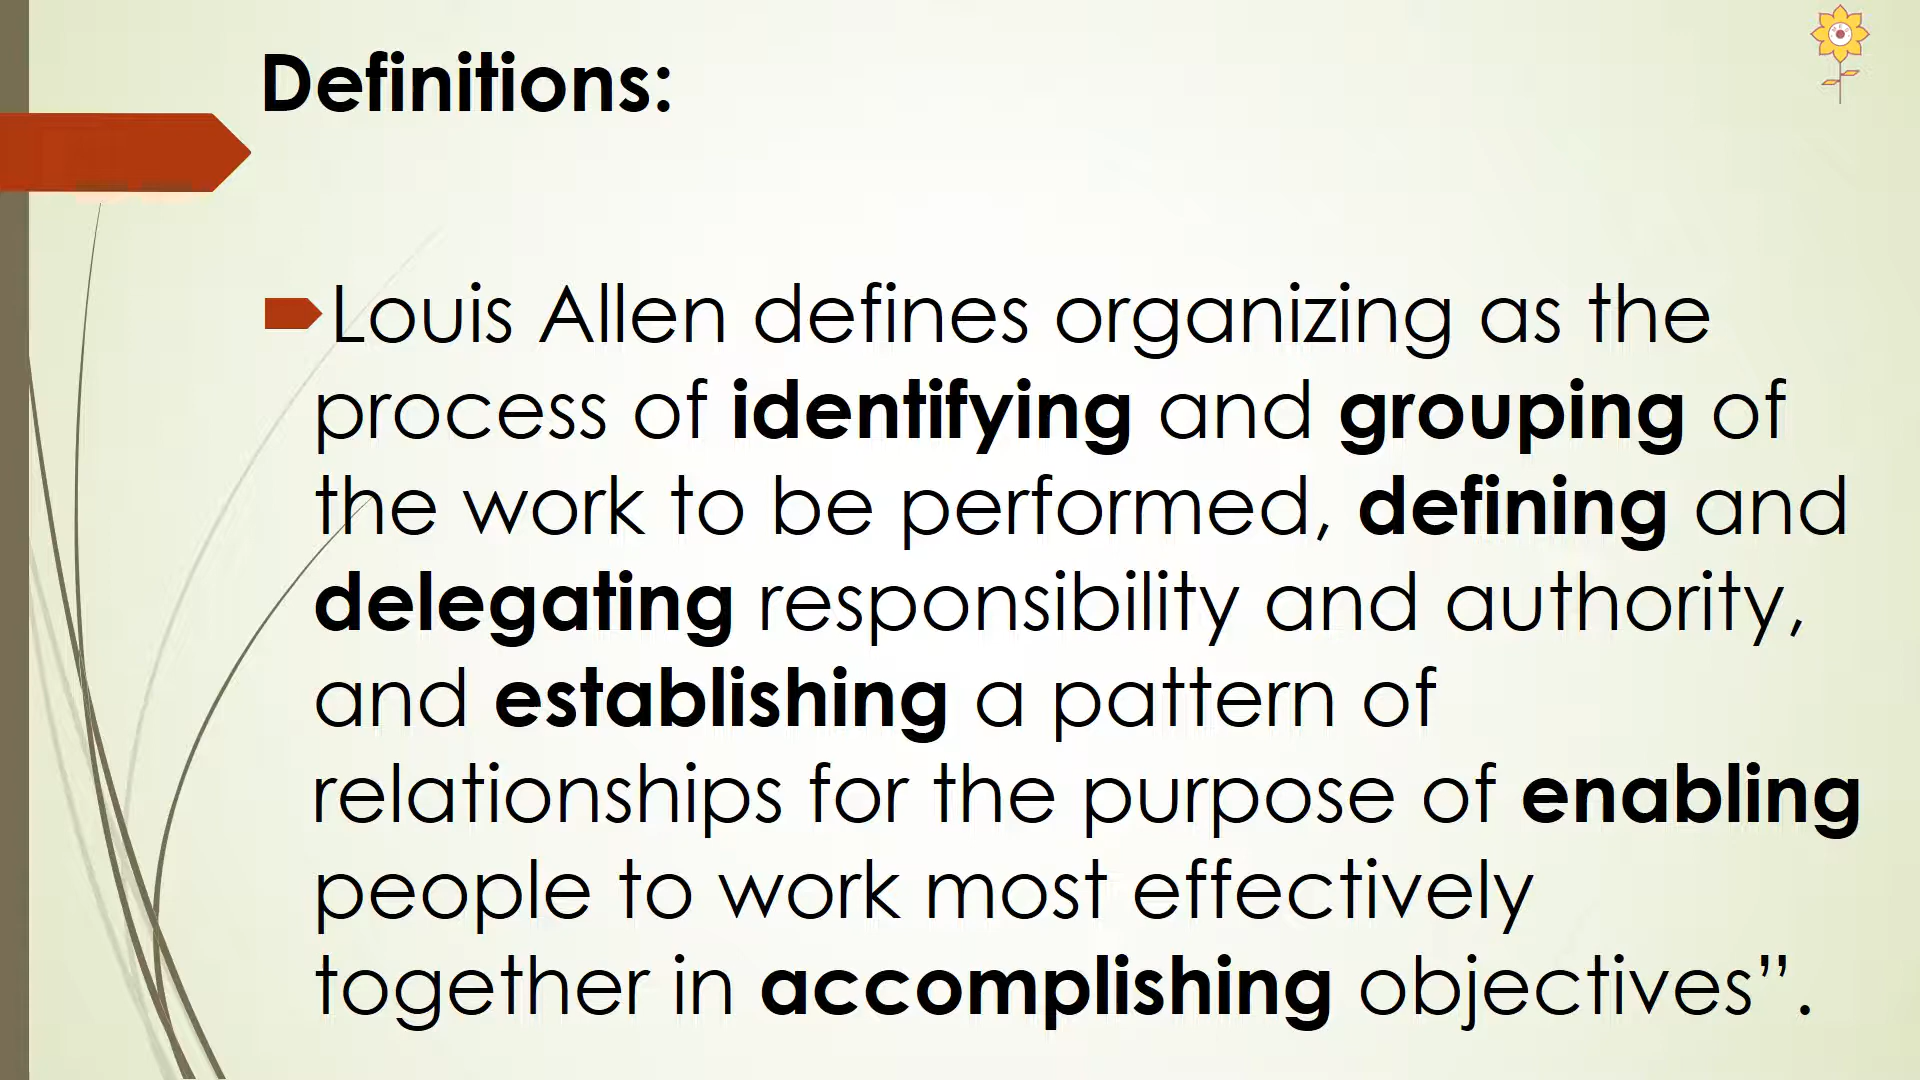 Definitions:
Louis Allen defines organizing as the
process of identifying and grouping of
the work to be performed, defining and
delegating responsibility and authority,
and establishing a pattern of
relationships for the purpose of enabling
people to work most effectively
together in accomplishing objectives”.